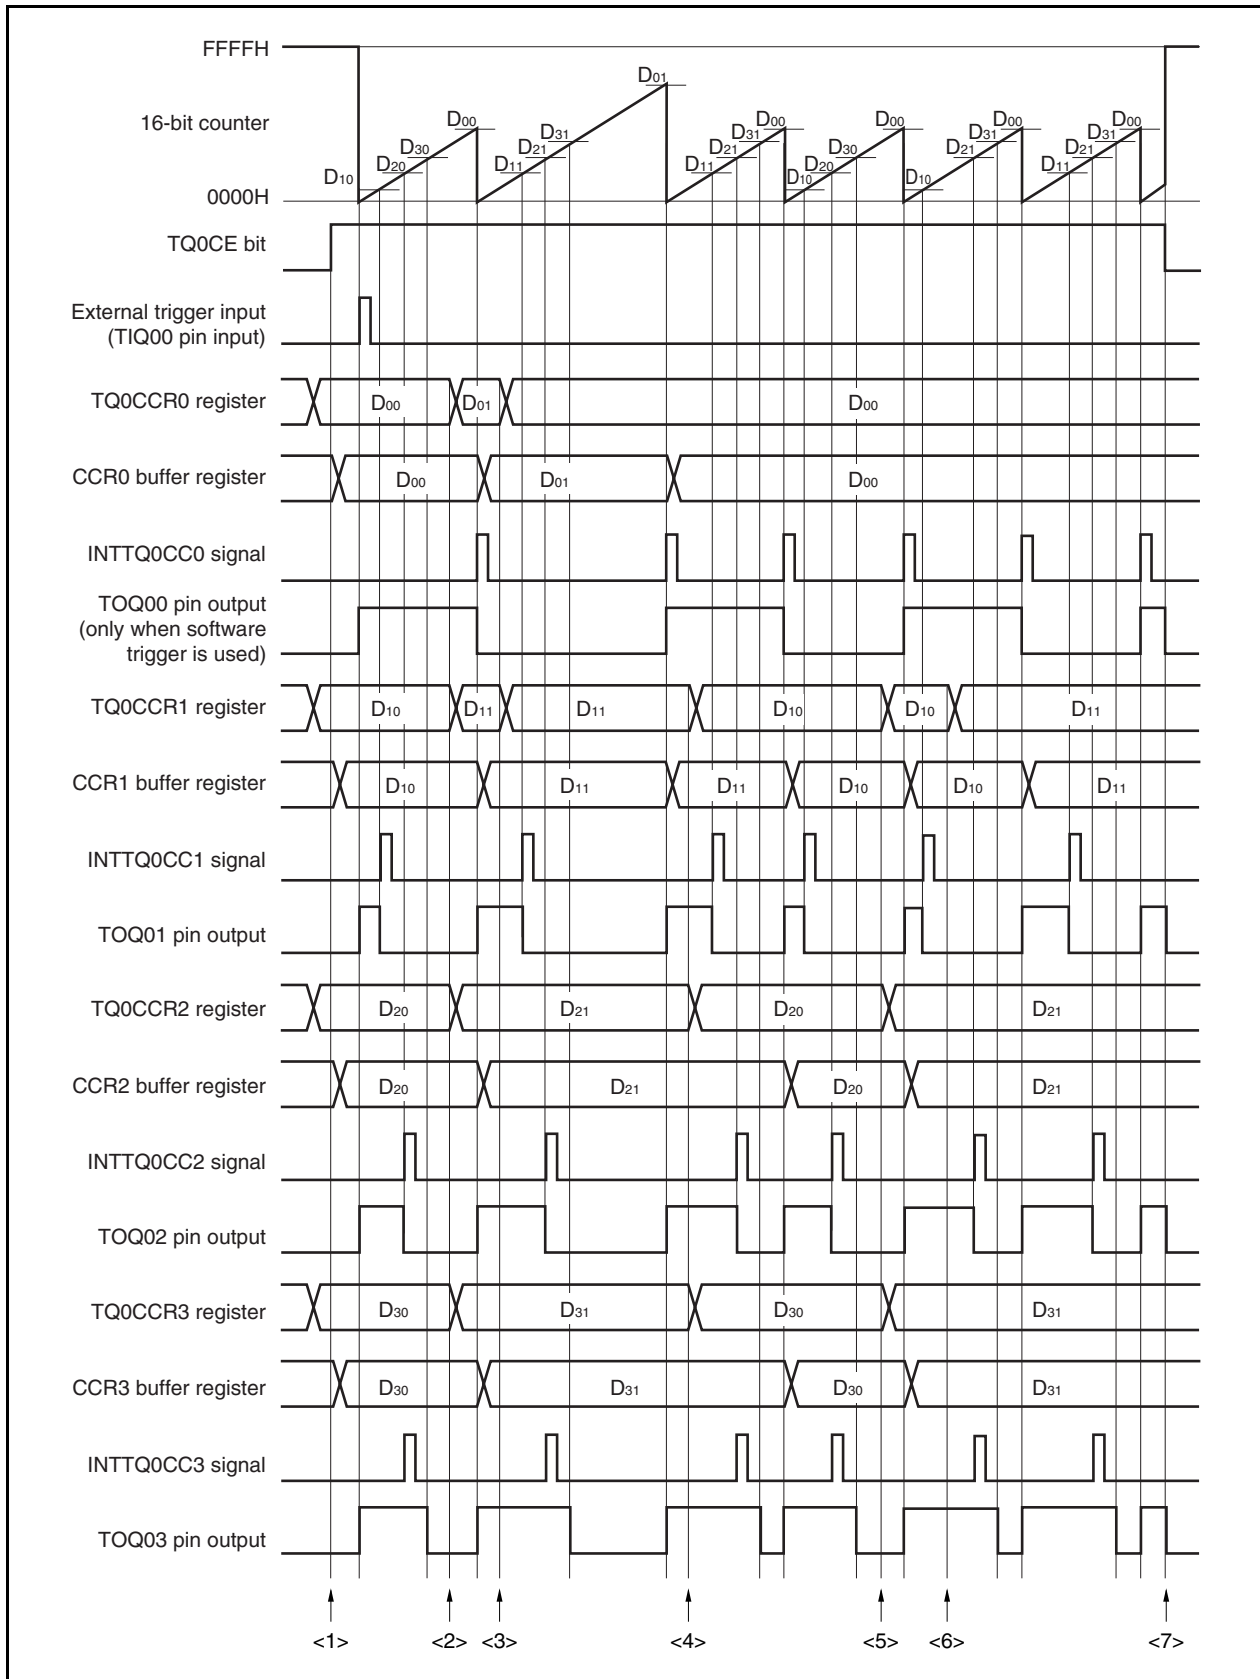 FFFFH
16-bit counter
0000H
D10 D20 D30 D00 D11 D21 D31 D01 D11 D21 D31 D00 D10 D20 D30 D00 D10 D21 D31 D00 D11 D21 D31 D00
TQ0CE bit
External trigger input
(TIQ00 pin input)
TQ0CCR0 register D00 D01 D00
CCR0 buffer register D00 D01 D00
INTTQ0CC0 signal
TOQ00 pin output
(only when software
trigger is used)
TQ0CCR1 register D10 D11 D11 D10 D10 D11
CCR1 buffer register D10 D11 D11 D10 D10 D11
INTTQ0CC1 signal
TOQ01 pin output
TQ0CCR2 register D20 D21 D20 D21
CCR2 buffer register D20 D21 D20 D21
INTTQ0CC2 signal
TOQ02 pin output
TQ0CCR3 register D30 D31 D30 D31
CCR3 buffer register D30 D31 D30 D31
INTTQ0CC3 signal
TOQ03 pin output
<1> <2> <3> <4> <5> <6> <7>